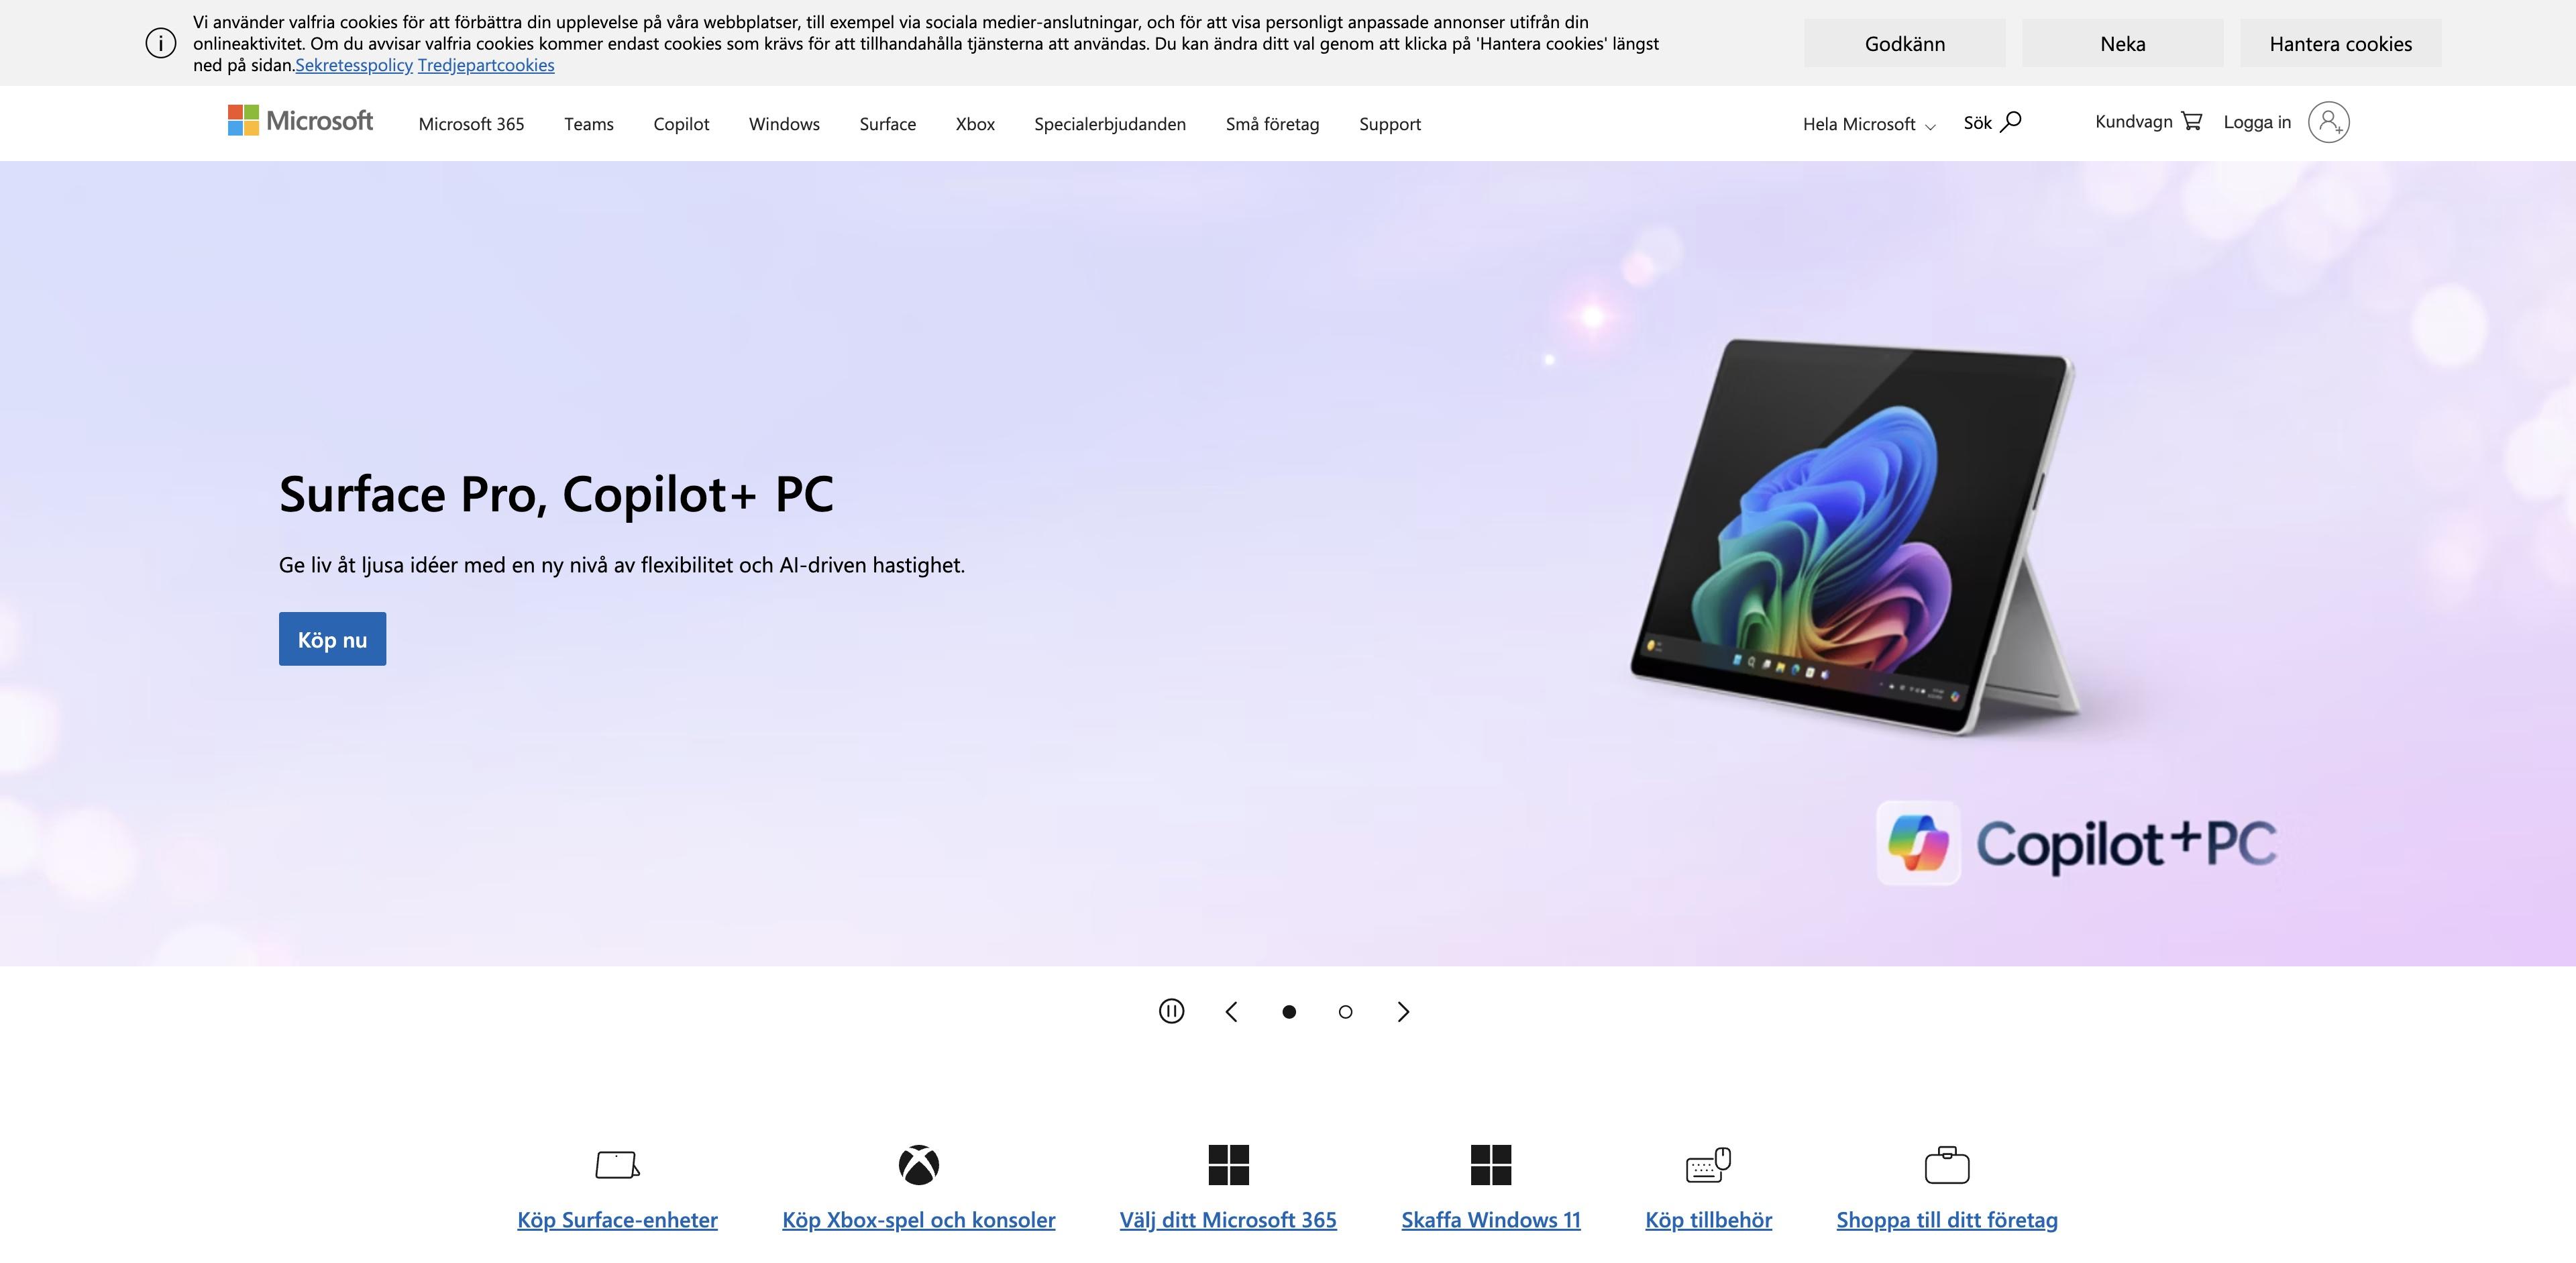 Vi använder valfria cookies för att förbättra din upplevelse på våra webbplatser, till exempel via sociala medier-anslutningar, och för att visa personligt anpassade annonser utifrån din
onlineaktivitet. Om du avvisar valfria cookies kommer endast cookies som krävs för att tillhandahålla tjänsterna att användas. Du kan ändra ditt val genom att klicka på 'Hantera cookies' längst
ned på sidan.Sekretesspolicy Tredjepartcookies
Godkänn
Neka
Hantera cookies
Microsoft
Microsoft 365
Teams
Copilot
Windows
Surface
Xbox
Specialerbjudanden
Små företag
Support
Hela Microsoft
Sök
Kundvagn
Logga in
Surface Pro, Copilot+ PC
Ge liv åt ljusa idéer med en ny nivå av flexibilitet och AI-driven hastighet.
Köp nu
Copilot+PC
Köp Surface-enheter
Köp Xbox-spel och konsoler
Välj ditt Microsoft 365
Skaffa Windows 11
Köp tillbehör
Shoppa till ditt företag